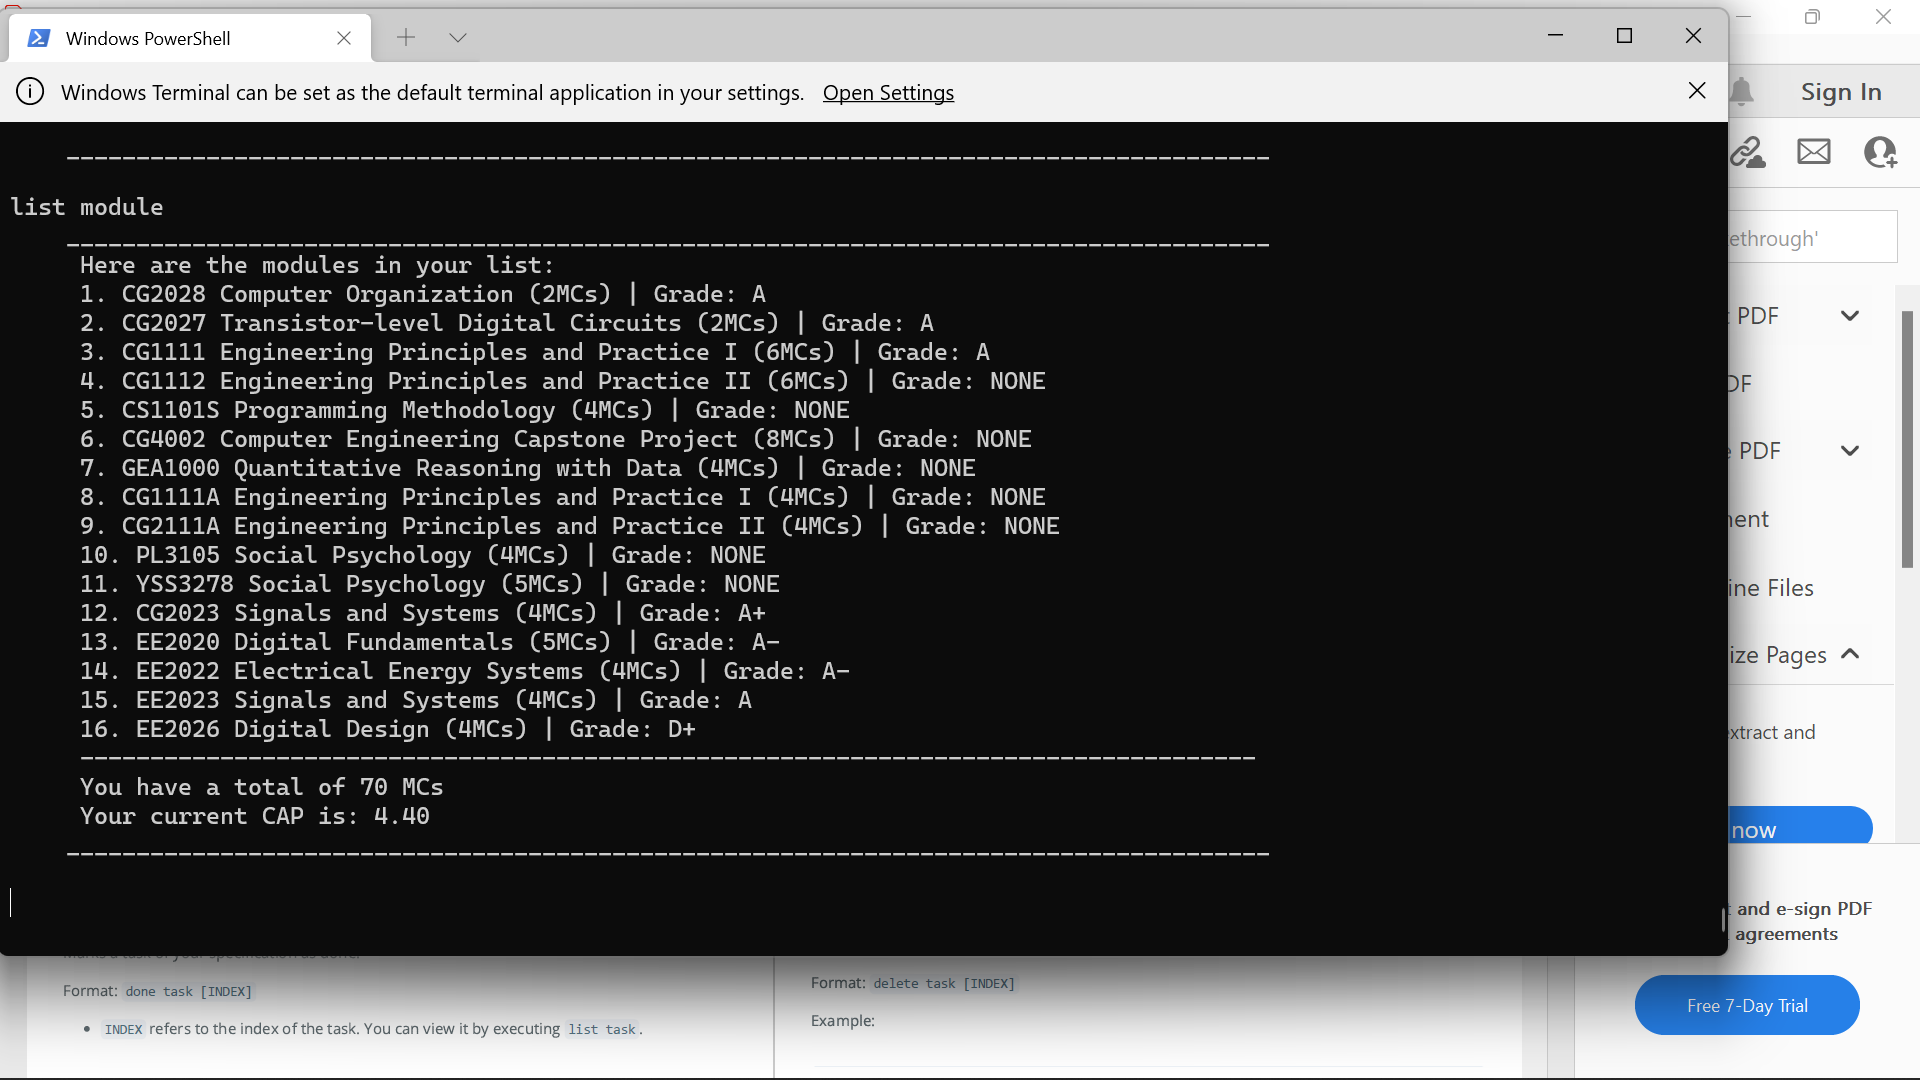 Windows PowerShell
Windows Terminal can be set as the default terminal application in your settings. Open Settings
Sign In
list module
Here are the modules in your list:
1. CG2028 Computer Organization (2MCs) | Grade: A
2. CG2027 Transistor-level Digital Circuits (2MCs) | Grade: A
3. CG1111 Engineering Principles and Practice I (6MCs) | Grade: A
4. CG1112 Engineering Principles and Practice II (6MCs) | Grade: NONE
5. CS1101S Programming Methodology (4MCs) | Grade: NONE
6. CG4002 Computer Engineering Capstone Project (8MCs) | Grade: NONE
7. GEA1000 Quantitative Reasoning with Data (4MCs) | Grade: NONE
8. CG1111A Engineering Principles and Practice I (4MCs) | Grade: NONE
9. CG2111A Engineering Principles and Practice II (4MCs) | Grade: NONE
10. PL3105 Social Psychology (4MCs) | Grade: NONE
11. YSS3278 Social Psychology (5MCs) | Grade: NONE
12. CG2023 Signals and Systems (4MCs) | Grade: A+
13. EE2020 Digital Fundamentals (5MCs) | Grade: A-
14. EE2022 Electrical Energy Systems (4MCs) | Grade: A-
15. EE2023 Signals and Systems (4MCs) | Grade: A
16. EE2026 Digital Design (4MCs) | Grade: D+
You have a total of 70 MCs
Your current CAP is: 4.40
ethrough'
PDF
DF
PDF
ent
ine Files
ize Pages
xtract and
now
and e-sign PDF
agreements
Free 7-Day Trial
Format: done task [INDEX]
• INDEX refers to the index of the task. You can view it by executing list task.
Format: delete task [INDEX]
Example: